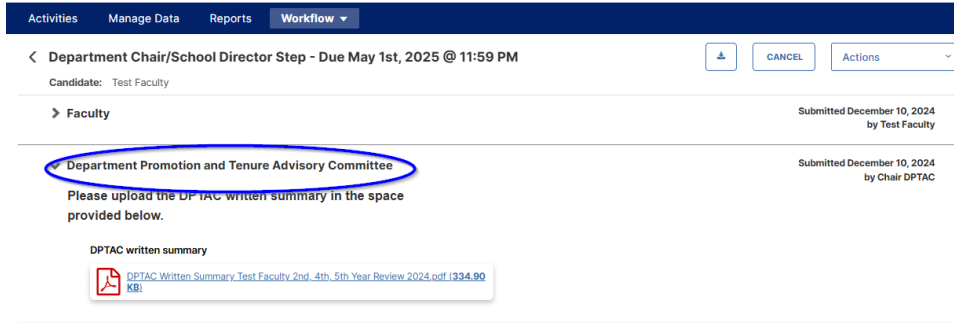 Activities Manage Data Reports Workflow
Department Chair/School Director Step - Due May 1st, 2025 @ 11:59 PM
CANCEL Actions
Candidate: Test Faculty
Faculty
Submitted December 10, 2024
by Test Faculty
Department Promotion and Tenure Advisory Committee
Submitted December 10, 2024
by Chair DPTAC
Please upload the DPTAC written summary in the space
provided below.
DPTAC written summary
DPTAC Written Summary Test Faculty 2nd, 4th, 5th Year Review 2024.pdf (334.90
KB)